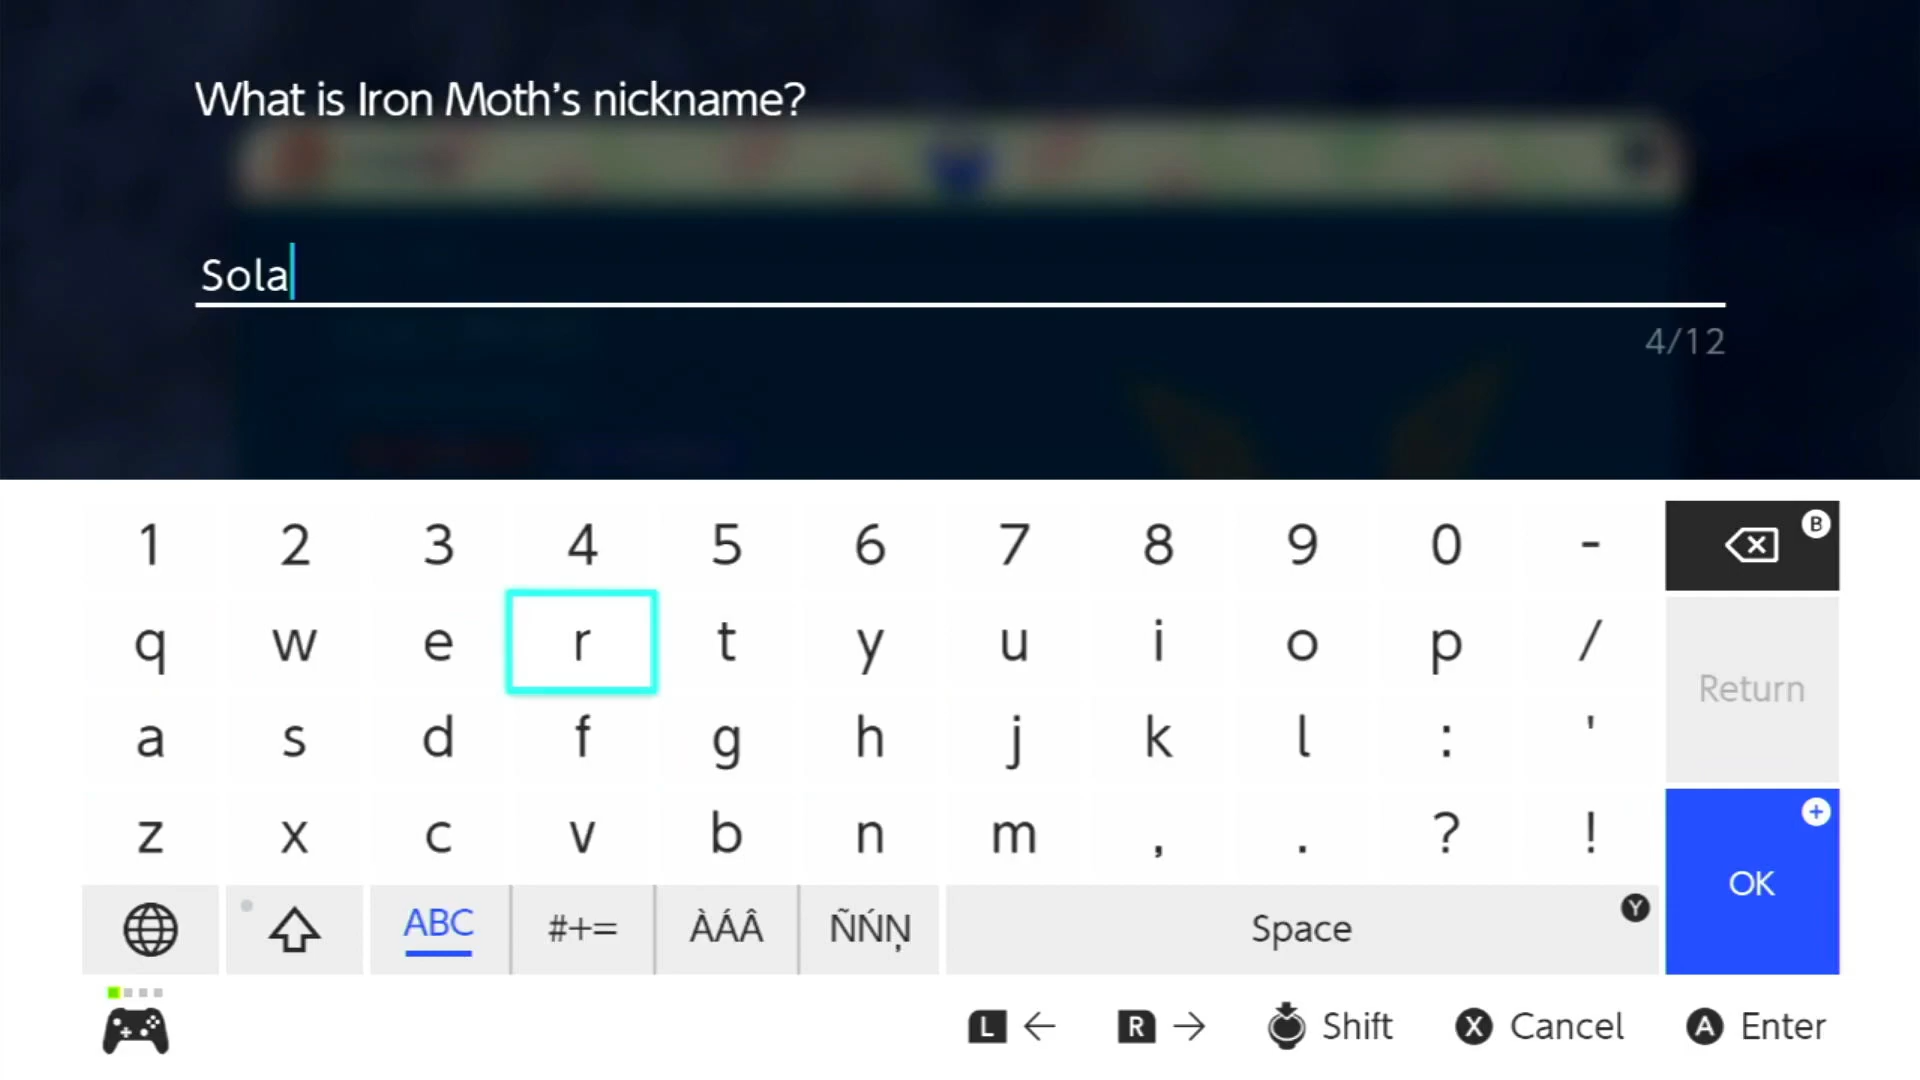 What is Iron Moth's nickname?
Sola
4/12
1 2 3 4 5 6 7 8 9 0 - B
q w e r t y u i o p / Return
a s d f g h j k l : '
z x c v b n m , . ? ! + OK
ABC #+= ÀÁÂ ÑŃŅ Space Y
L ← R → Shift X Cancel A Enter